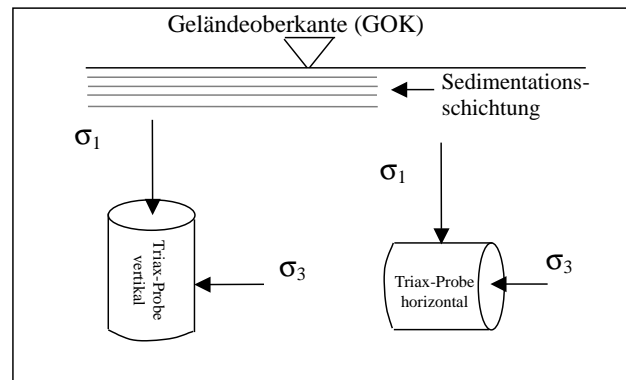 Geländeoberkante (GOK)
Sedimentations-
schichtung
σ1
σ1
Triax-Probe
vertikal
σ3
Triax-Probe
horizontal
σ3